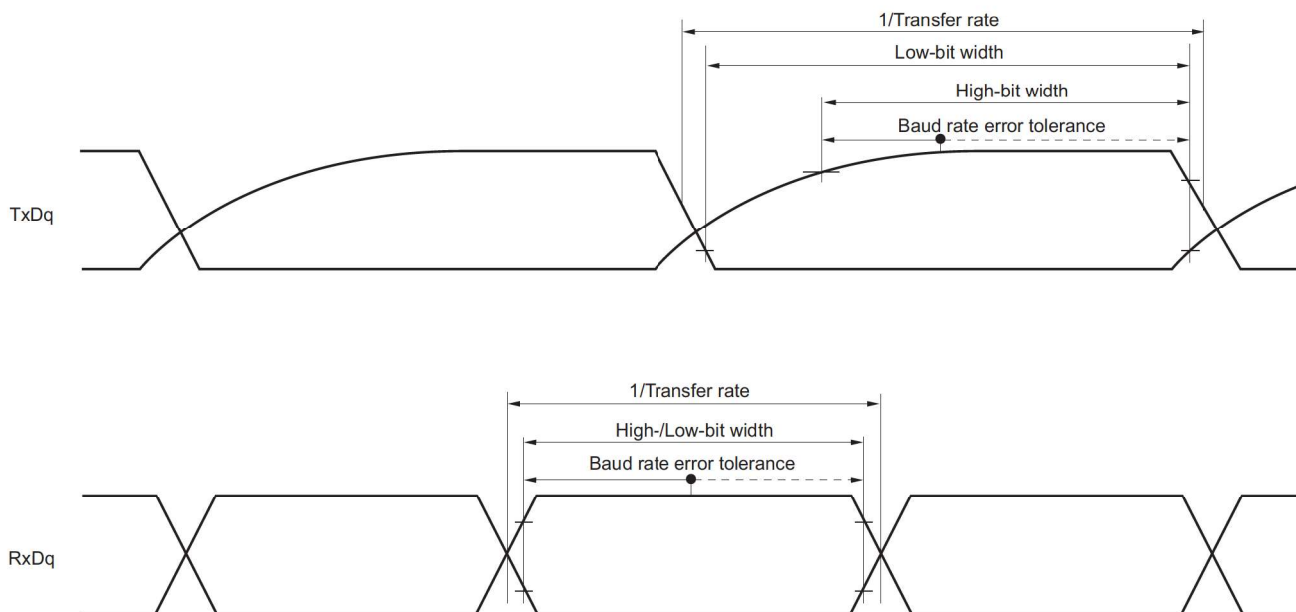 1/Transfer rate
Low-bit width
High-bit width
Baud rate error tolerance
TxDq
1/Transfer rate
High-/Low-bit width
Baud rate error tolerance
RxDq